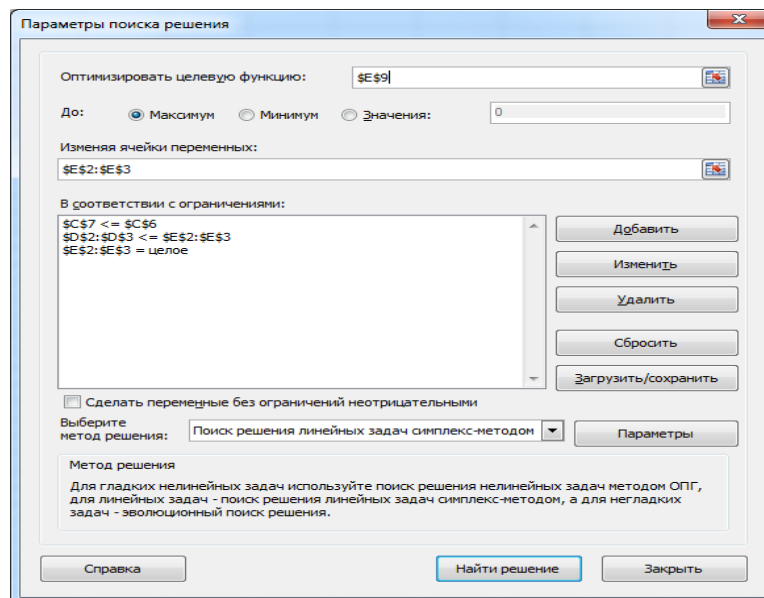 Параметры поиска решения
Оптимизировать целевую функцию: $E$9
До: Максимум Минимум Значения: 0
Изменяя ячейки переменных:
$E$2:$E$3
В соответствии с ограничениями:
$C$7 <= $C$6
$D$2:$D$3 <= $E$2:$E$3
$E$2:$E$3 = целое
Добавить
Изменить
Удалить
Сбросить
Загрузить/сохранить
Сделать переменные без ограничений неотрицательными
Выберите
метод решения:
Поиск решения линейных задач симплекс-методом
Параметры
Метод решения
Для гладких нелинейных задач используйте поиск решения нелинейных задач методом ОПГ,
для линейных задач - поиск решения линейных задач симплекс-методом, а для негладких
задач - эволюционный поиск решения.
Справка Найти решение Закрыть